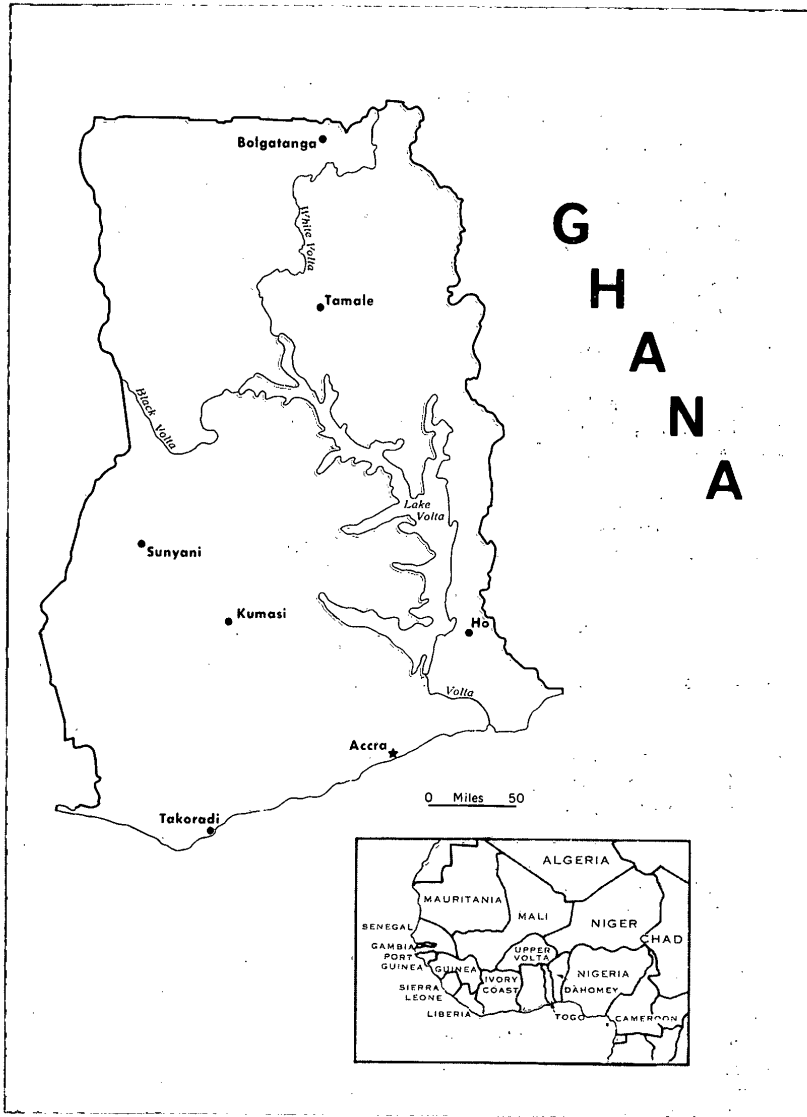 Bolgatanga
White Volta
Tamale
G
H
A
N
A
Black Volta
Lake
Volta
Sunyani
Kumasi
Ho
Volta
Accra
0 Miles 50
Takoradi
ALGERIA
MAURITANIA
MALI
NIGER
SENEGAL
CHAD
GAMBIA
PORT
GUINEA
GUINEA
UPPER
VOLTA
IVORY
COAST
NIGERIA
DAHOMEY
SIERRA
LEONE
LIBERIA
TOGO
CAMEROON